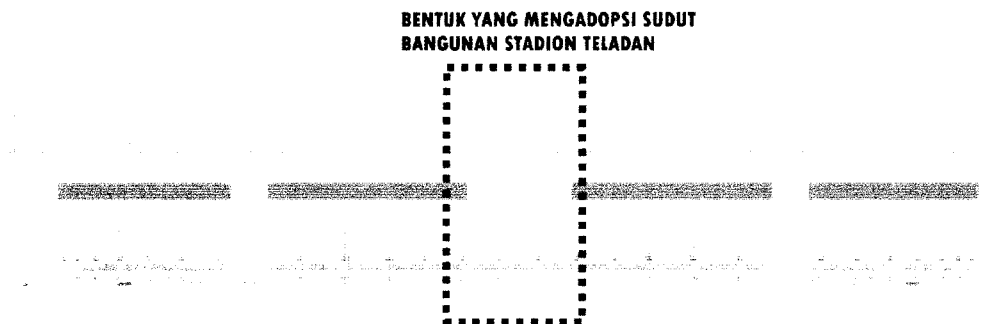 BENTUK YANG MENGADOPSI SUDUT
BANGUNAN STADION TELADAN